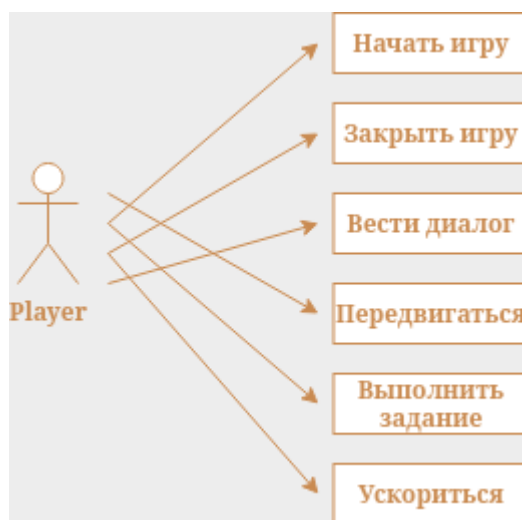 Начать игру
Закрыть игру
Вести диалог
Player
Передвигаться
Выполнить
задание
Ускориться